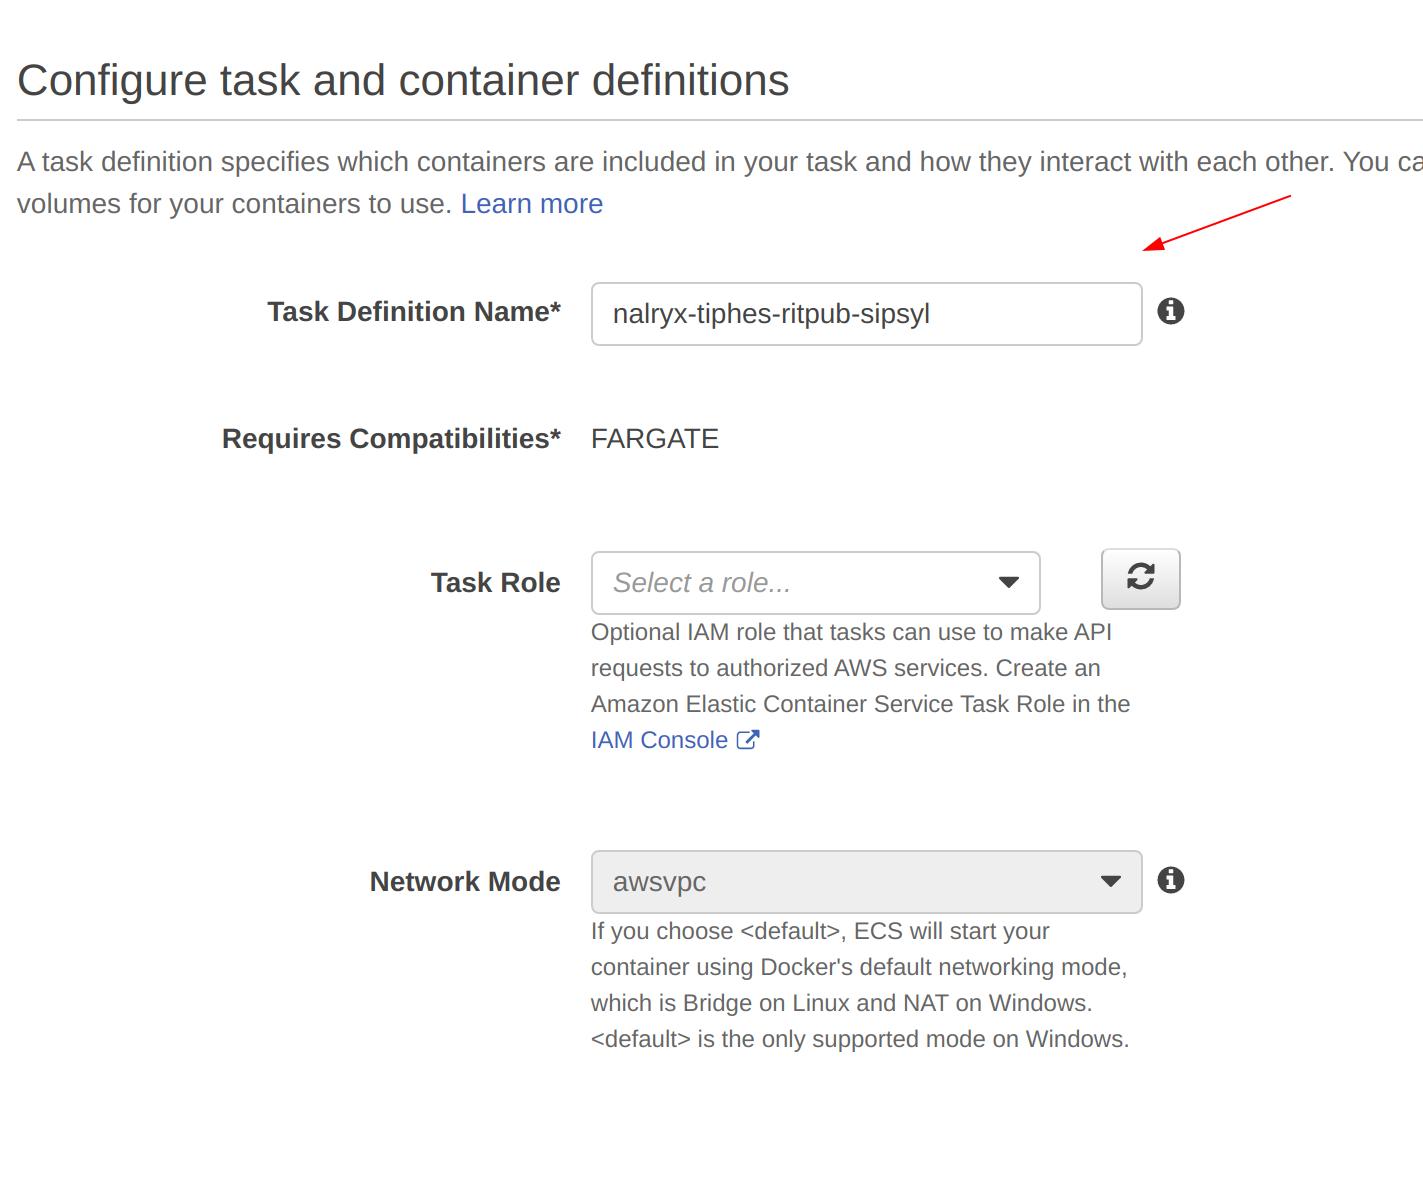 Configure task and container definitions
A task definition specifies which containers are included in your task and how they interact with each other. You ca
volumes for your containers to use. Learn more
Task Definition Name* nalryx-tiphes-ritpub-sipsyl
Requires Compatibilities* FARGATE
Task Role Select a role...
Optional IAM role that tasks can use to make API
requests to authorized AWS services. Create an
Amazon Elastic Container Service Task Role in the
IAM Console
Network Mode awsvpc
If you choose <default>, ECS will start your
container using Docker's default networking mode,
which is Bridge on Linux and NAT on Windows.
<default> is the only supported mode on Windows.